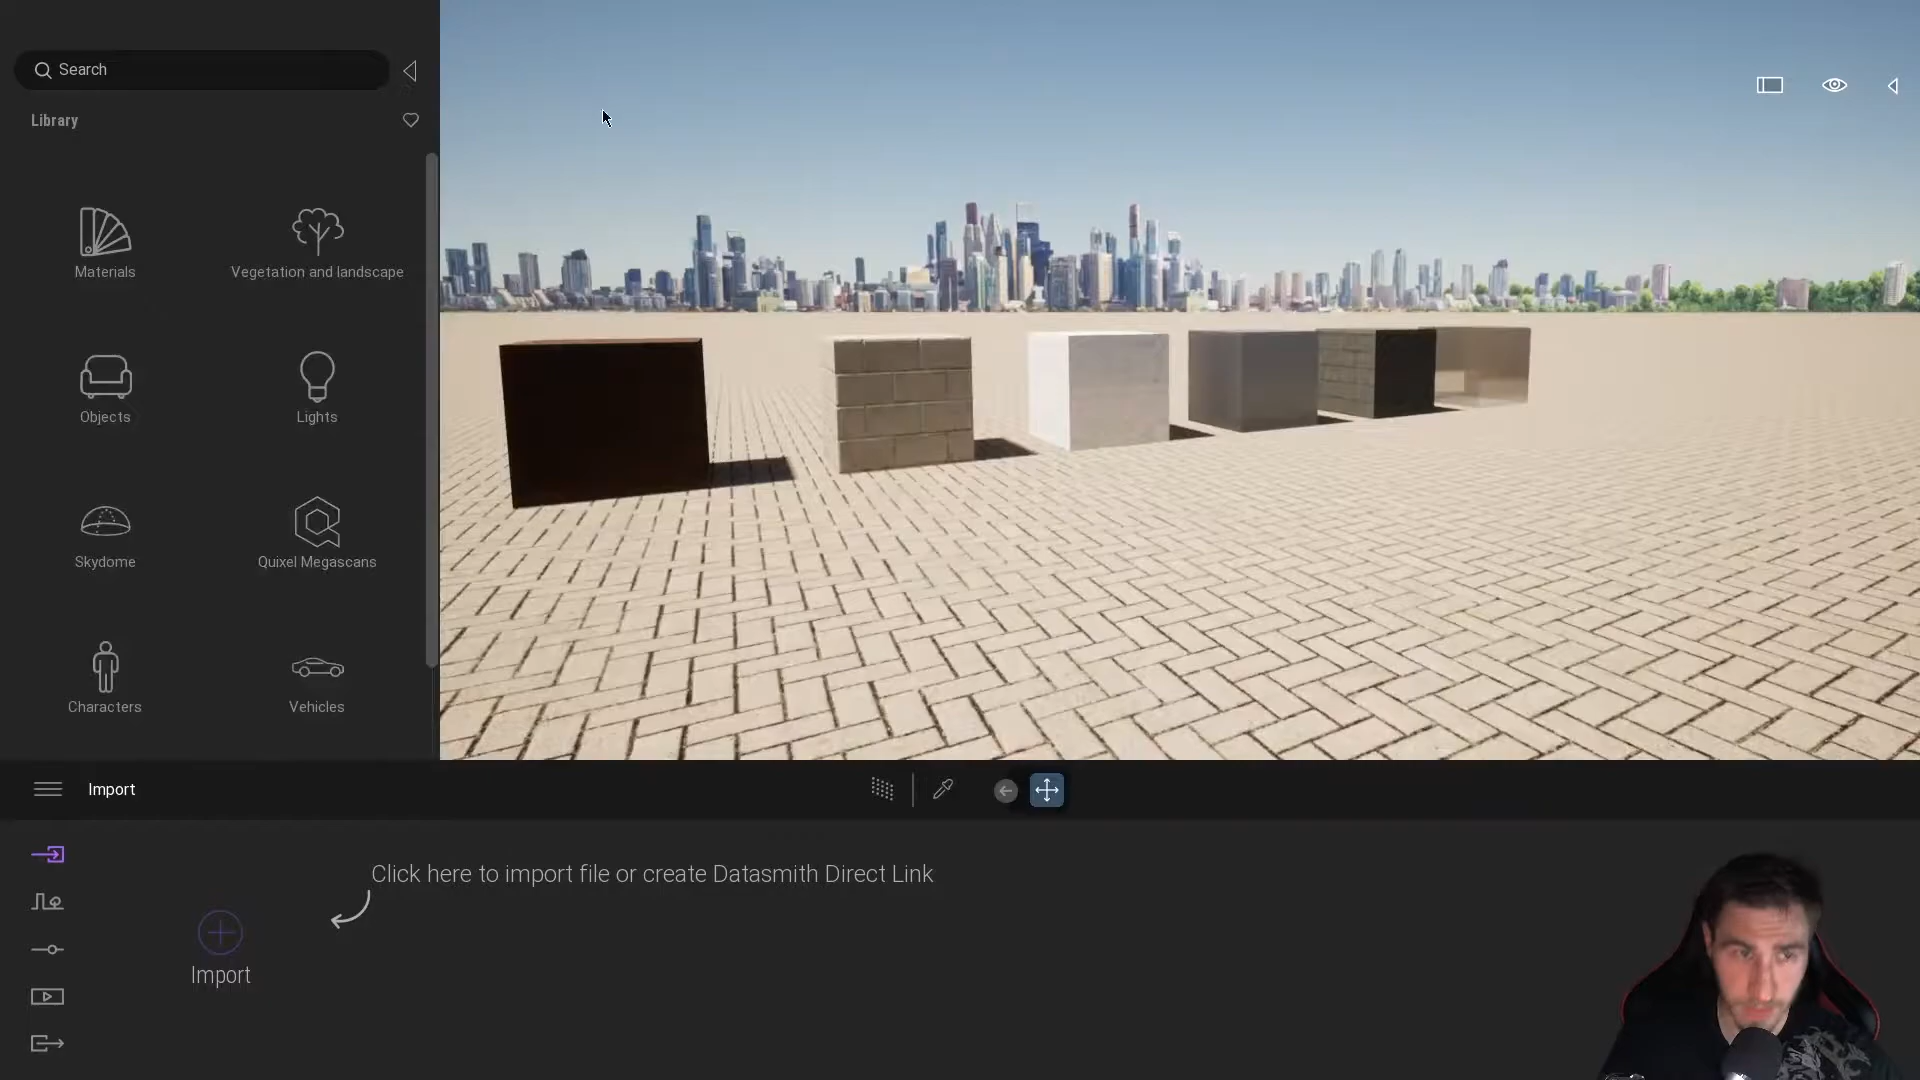 Search
Library
Materials
Vegetation and landscape
Objects
Lights
Skydome
Quixel Megascans
Characters
Vehicles
Import
Click here to import file or create Datasmith Direct Link
Import